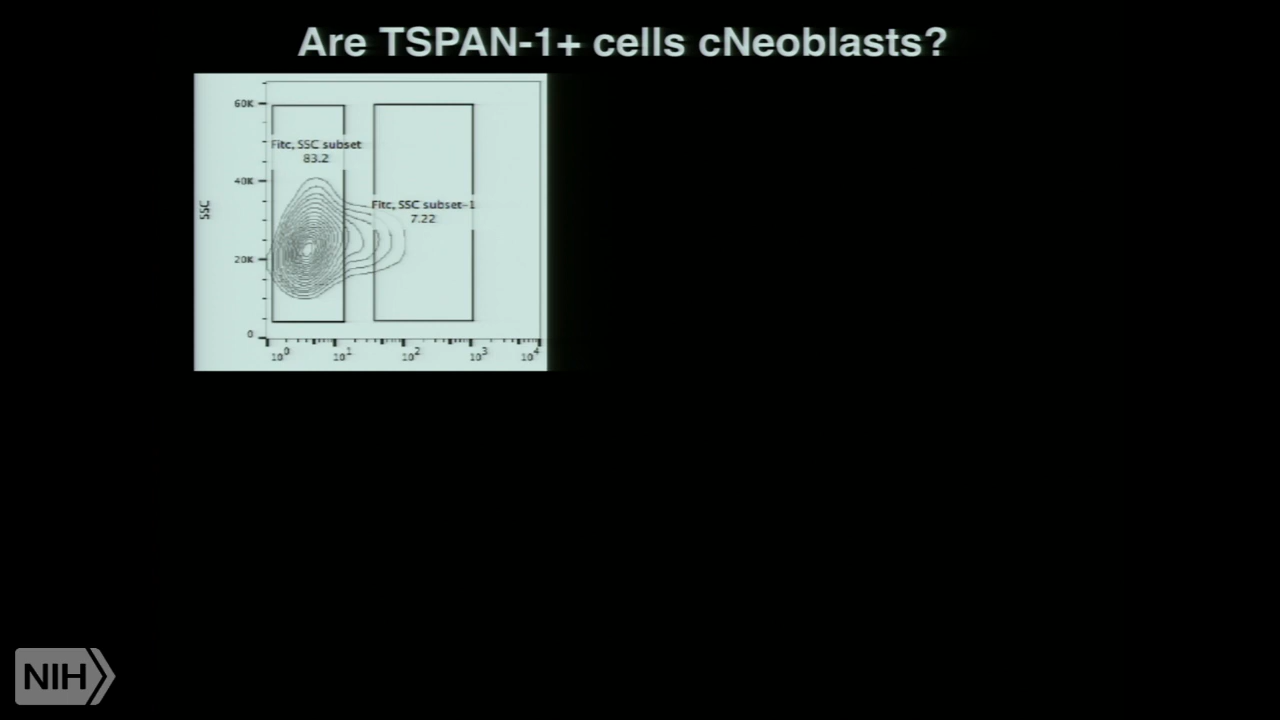 Are TSPAN-1+ cells cNeoblasts?
60K
Fitc, SSC subset
83.2
40K
Fitc, SSC subset-1
7.22
SSC
20K
0
10^0 10^1 10^2 10^3 10^4
NIH